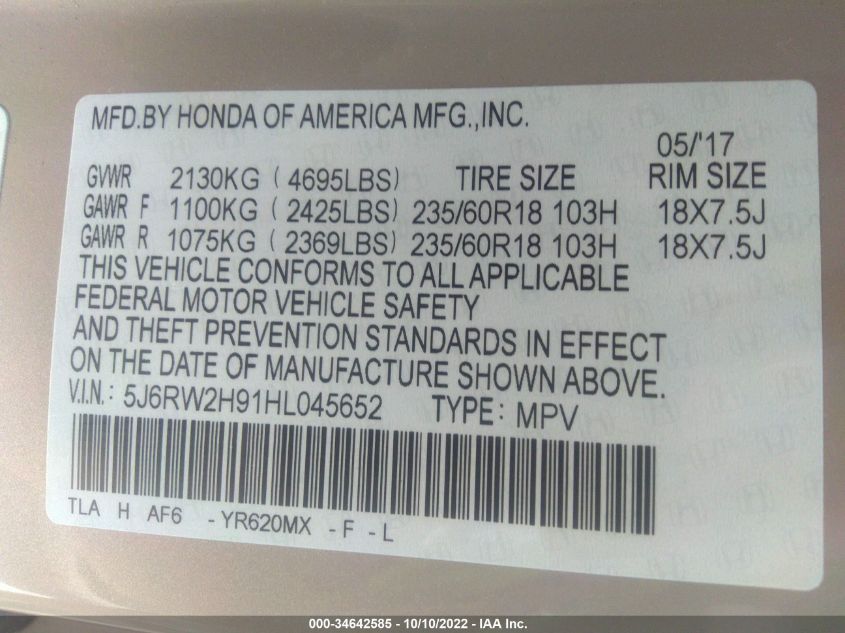 MFD.BY HONDA OF AMERICA MFG.,INC.
05/'17
GVWR 2130KG ( 4695LBS) TIRE SIZE RIM SIZE
GAWR F 1100KG ( 2425LBS) 235/60R18 103H 18X7.5J
GAWR R 1075KG ( 2369LBS) 235/60R18 103H 18X7.5J
THIS VEHICLE CONFORMS TO ALL APPLICABLE
FEDERAL MOTOR VEHICLE SAFETY
AND THEFT PREVENTION STANDARDS IN EFFECT
ON THE DATE OF MANUFACTURE SHOWN ABOVE.
V.I.N.: 5J6RW2H91HL045652 TYPE: MPV
TLA H AF6 -YR620MX -F -L
000-34642585 - 10/10/2022 - IAA Inc.